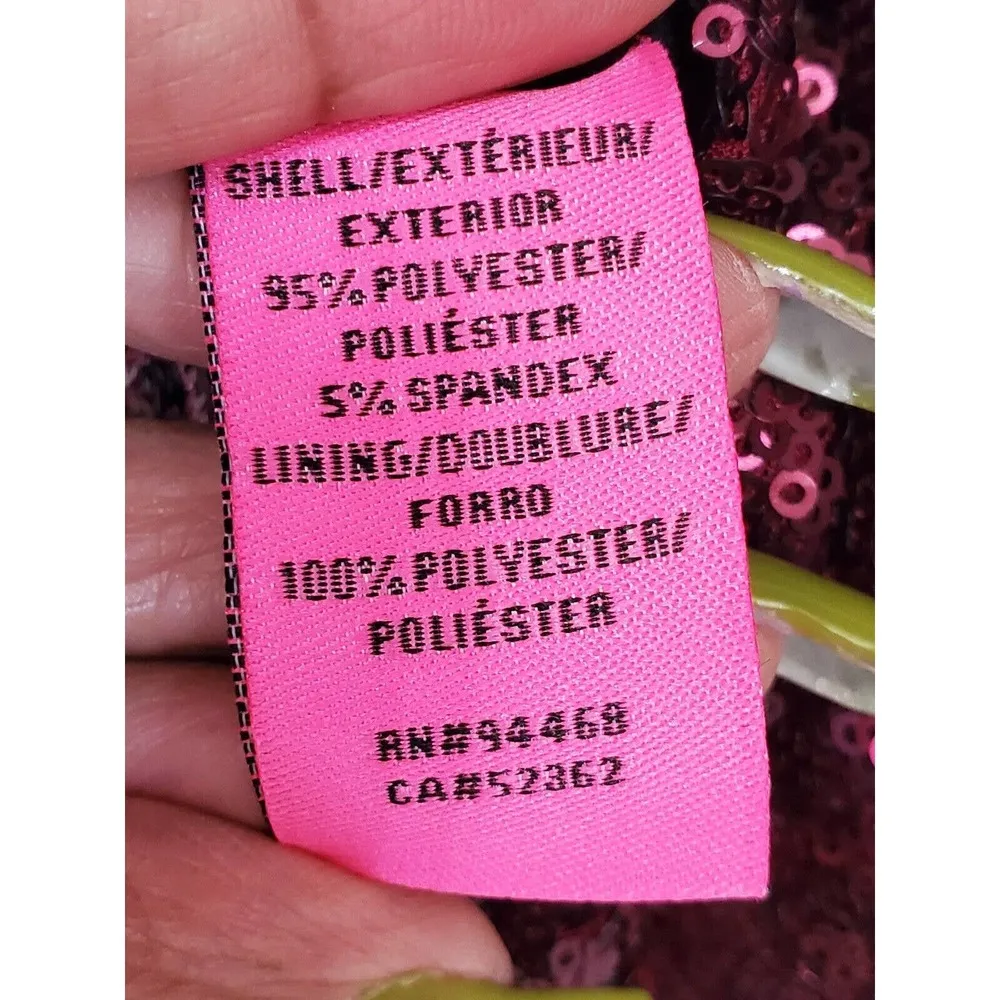 SHELL/EXTÉRIEUR/
EXTERIOR
95% POLYESTER/
POLIÉSTER
5% SPANDEX
LINING/DOUBLURE/
FORRO
100% POLYESTER/
POLIÉSTER
RN#94468
CA#52362